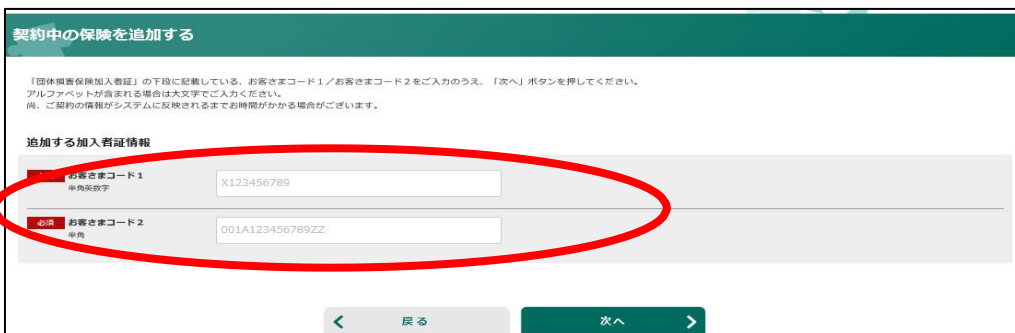 契約中の保険を追加する
「団体損害保険加入者証」の下段に記載している、お客さまコード１／お客さまコード２をご入力のうえ、「次へ」ボタンを押してください。
アルファベットが含まれる場合は大文字でご入力ください。
尚、ご契約の情報がシステムに反映されるまでお時間がかかる場合がございます。
追加する加入者証情報
お客さまコード１
半角英数字
X123456789
必須 お客さまコード２
半角
001A123456789ZZ
戻る
次へ